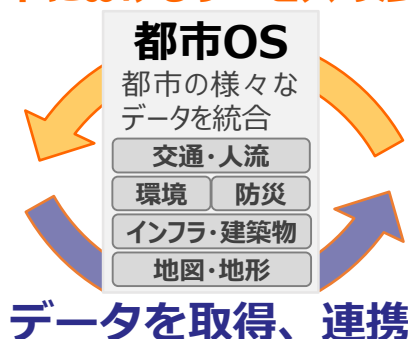 都市OS
都市の様々な
データを統合
交通・人流
環境 防災
インフラ・建築物
地図・地形
データを取得、連携